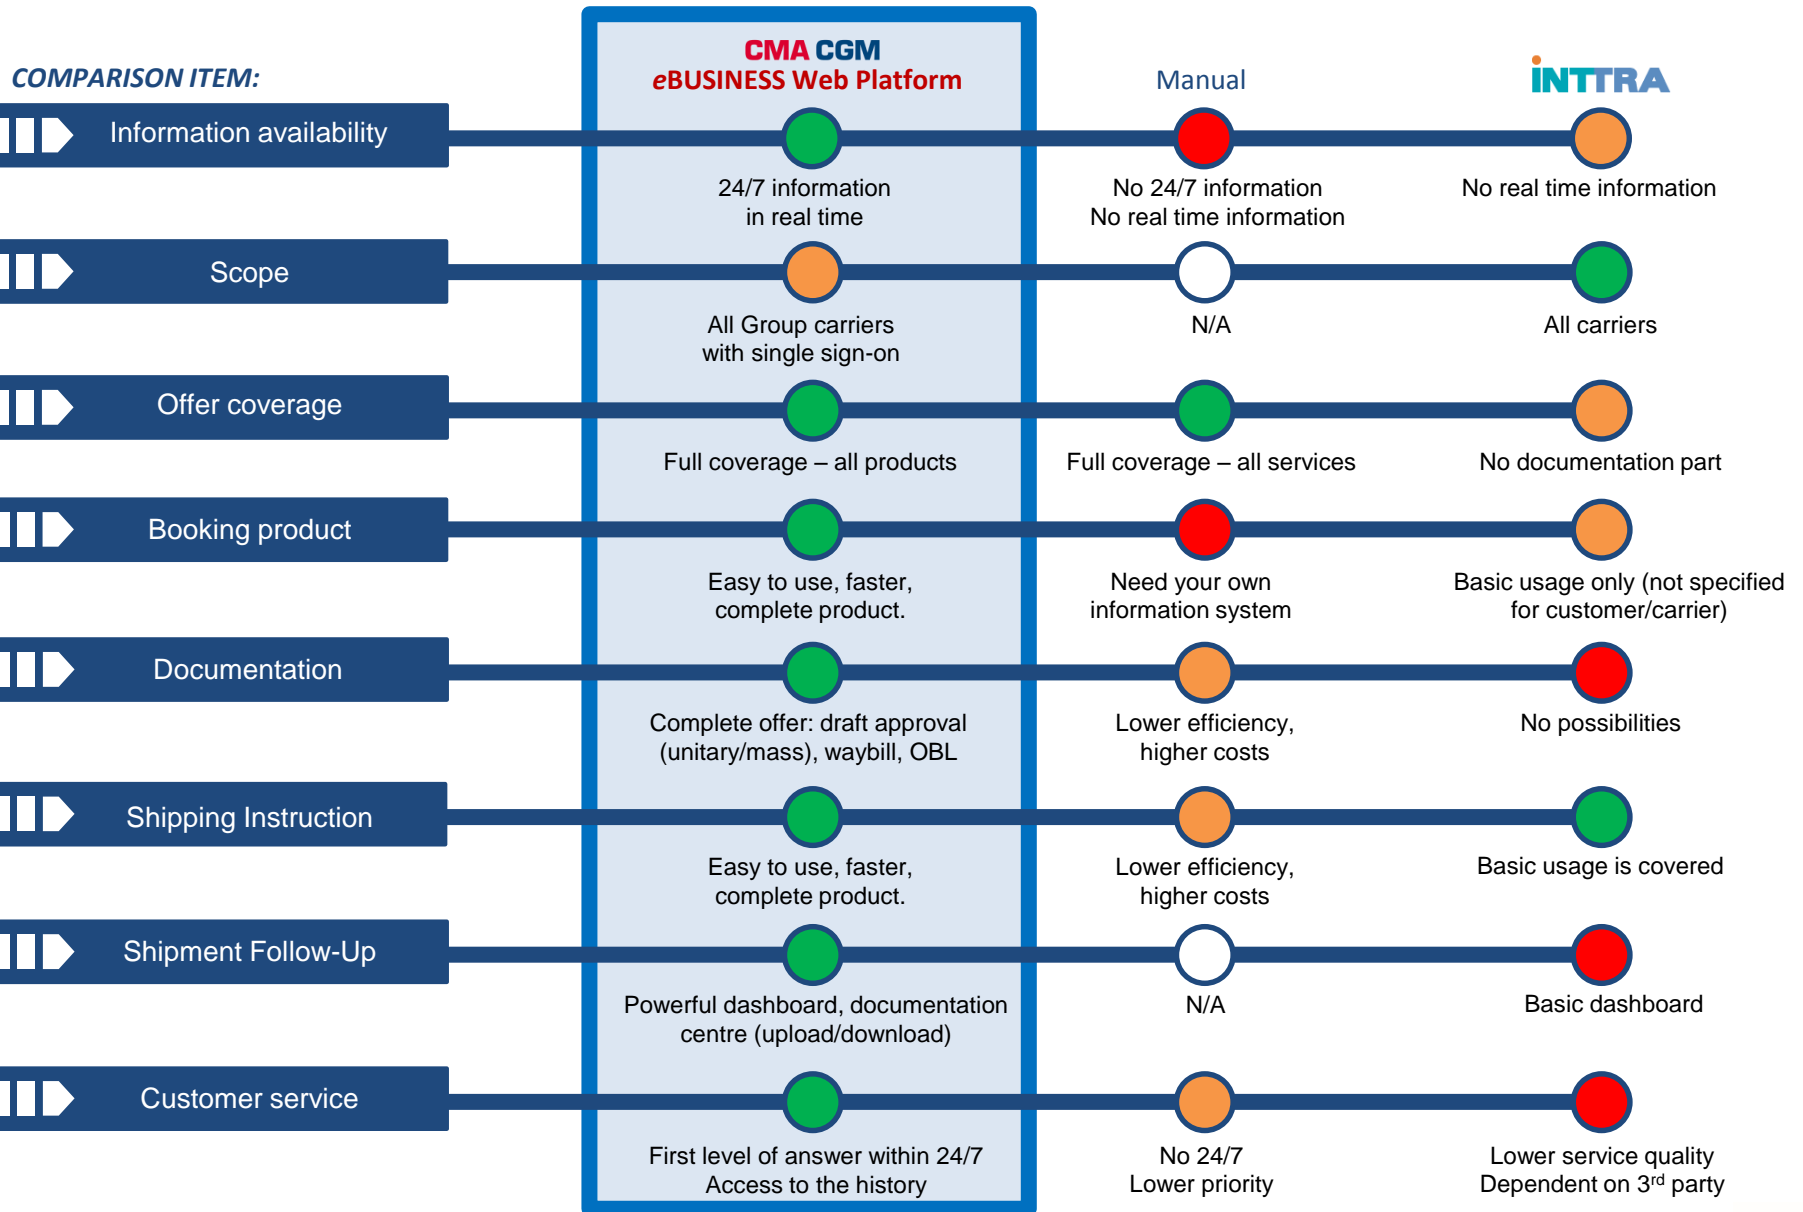 CMA CGM
COMPARISON ITEM:
eBUSINESS Web Platform
Manual
INTTRA
Information availability
24/7 information
in real time
No 24/7 information
No real time information
No real time information
Scope
All Group carriers
with single sign-on
N/A
All carriers
Offer coverage
Full coverage – all products
Full coverage – all services
No documentation part
Booking product
Easy to use, faster,
complete product.
Need your own
information system
Basic usage only (not specified
for customer/carrier)
Documentation
Complete offer: draft approval
(unitary/mass), waybill, OBL
Lower efficiency,
higher costs
No possibilities
Shipping Instruction
Easy to use, faster,
complete product.
Lower efficiency,
higher costs
Basic usage is covered
Shipment Follow-Up
Powerful dashboard, documentation
centre (upload/download)
N/A
Basic dashboard
Customer service
First level of answer within 24/7
Access to the history
No 24/7
Lower priority
Lower service quality
Dependent on 3rd party